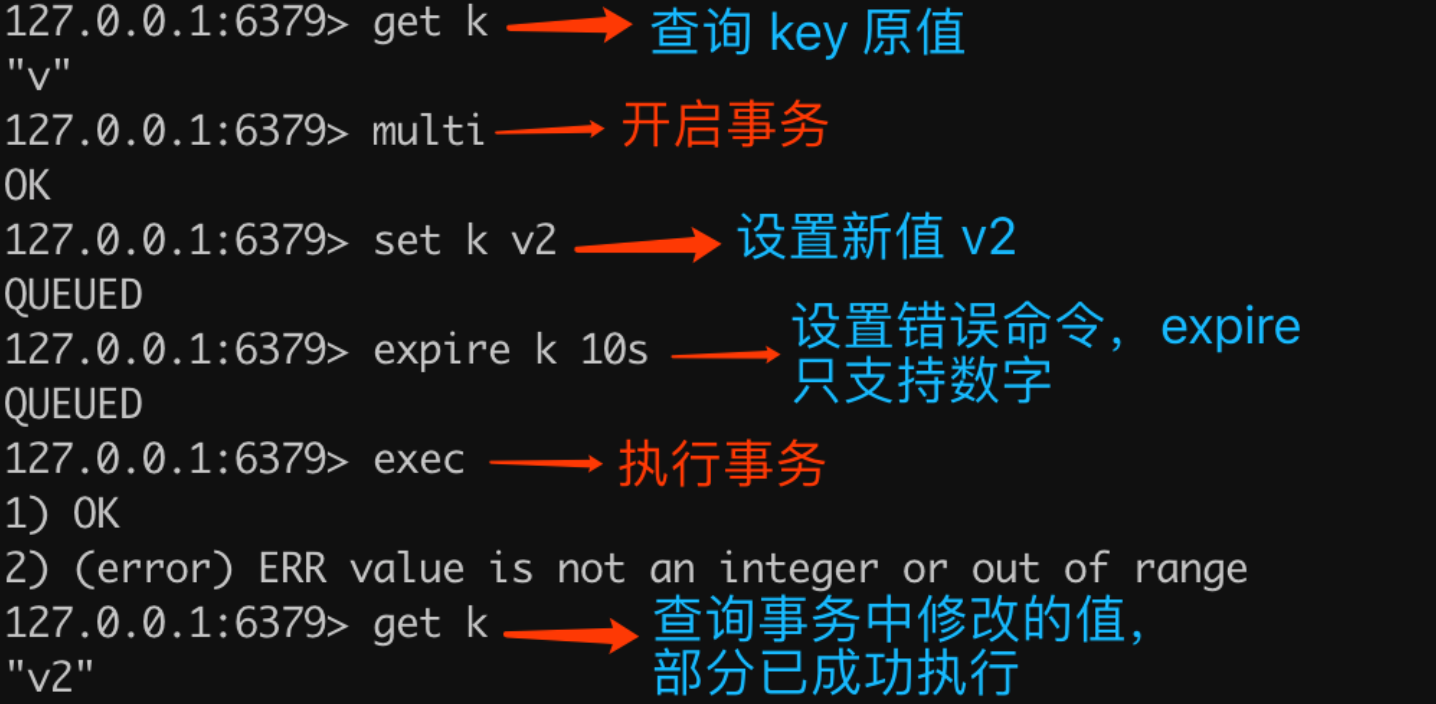 127.0.0.1:6379> get k 查询 key 原值
"v"
127.0.0.1:6379> multi 开启事务
OK
127.0.0.1:6379> set k v2 设置新值 v2
QUEUED
127.0.0.1:6379> expire k 10s 设置错误命令，expire
只支持数字
QUEUED
127.0.0.1:6379> exec 执行事务
1) OK
2) (error) ERR value is not an integer or out of range
127.0.0.1:6379> get k 查询事务中修改的值，
部分已成功执行
"v2"